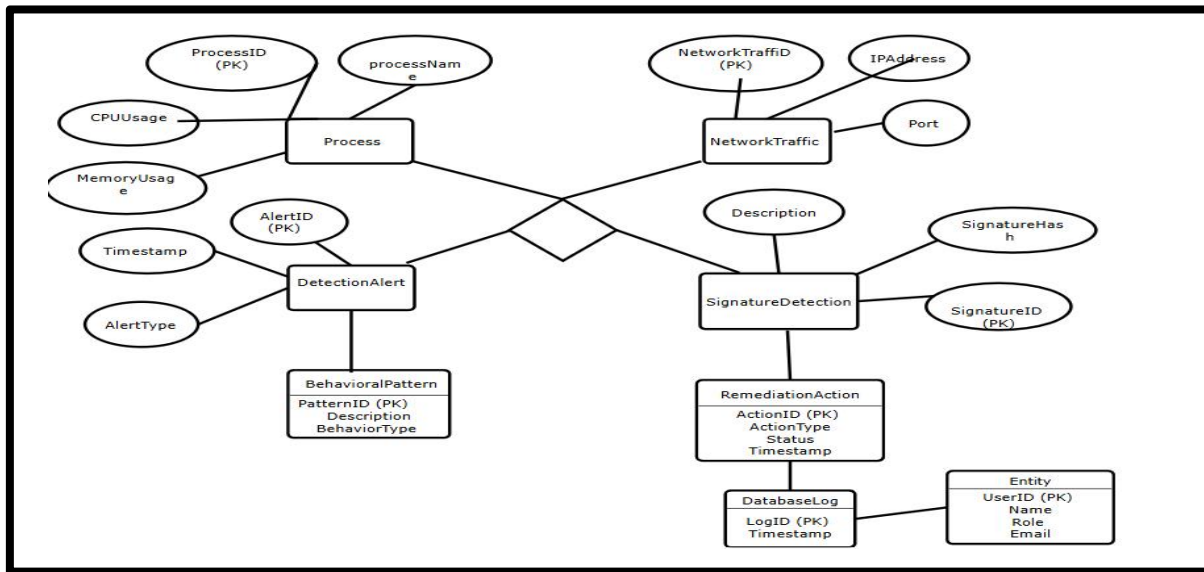 ProcessID
(PK)
processNam
e
CPUUsage
Process
MemoryUsag
e
NetworkTraffiD
(PK)
IPAddress
Port
NetworkTraffic
AlertID
(PK)
Timestamp
DetectionAlert
AlertType
Description
SignatureHas
h
SignatureDetection
SignatureID
(PK)
BehavioralPattern
PatternID (PK)
Description
BehaviorType
RemediationAction
ActionID (PK)
ActionType
Status
Timestamp
DatabaseLog
LogID (PK)
Timestamp
Entity
UserID (PK)
Name
Role
Email